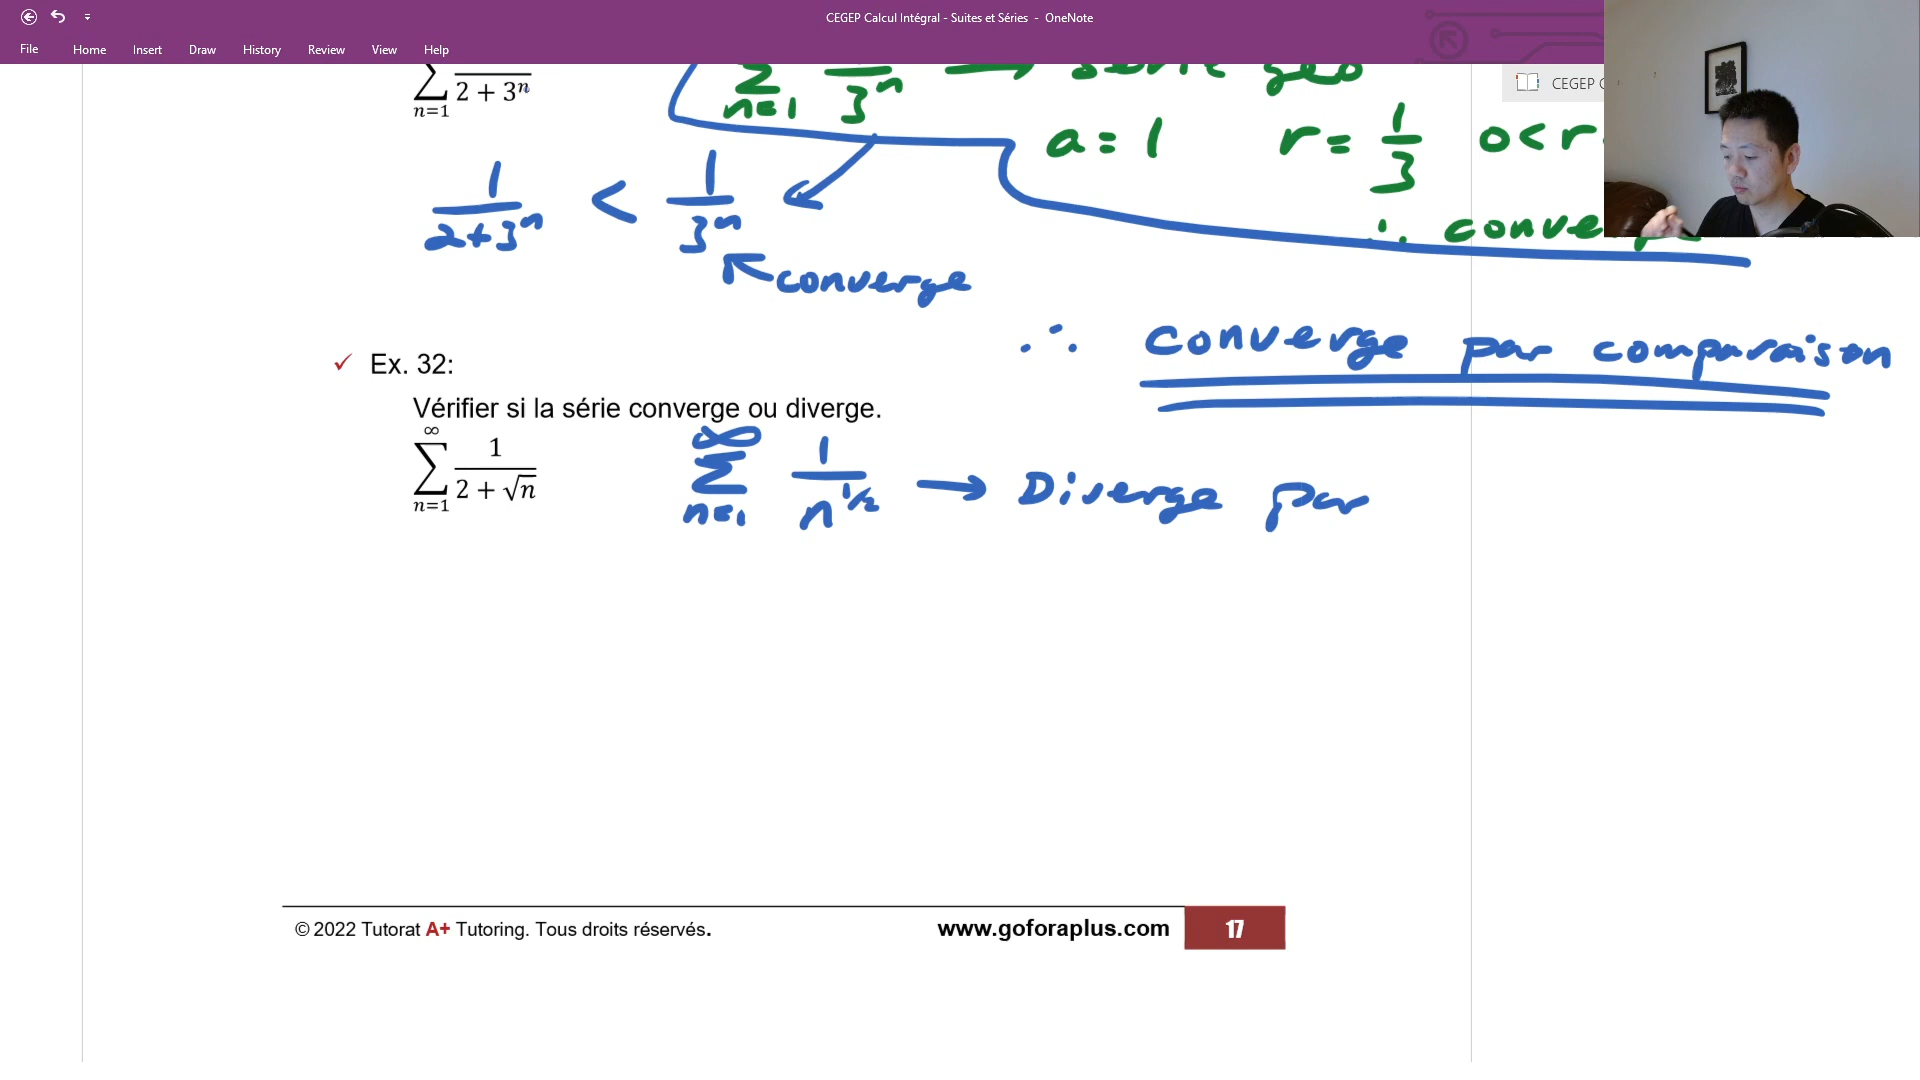 CEGEP Calcul Intégral - Suites et Séries - OneNote
File Home Insert Draw History Review View Help
CEGEP
∑ n=1 2 + 3ⁿ
∑ n=1 3ⁿ → série géo
a = 1 r = 1/3 0 < r
1/(2+3ⁿ) < 1/3ⁿ
∴ converge
converge
∴ converge par comparaison
✓ Ex. 32:
Vérifier si la série converge ou diverge.
∞ ∑ n=1 1/(2 + √n) ∞ ∑ n=1 1/n^1/2 → Diverge par
© 2022 Tutorat A+ Tutoring. Tous droits réservés. www.goforaplus.com 17